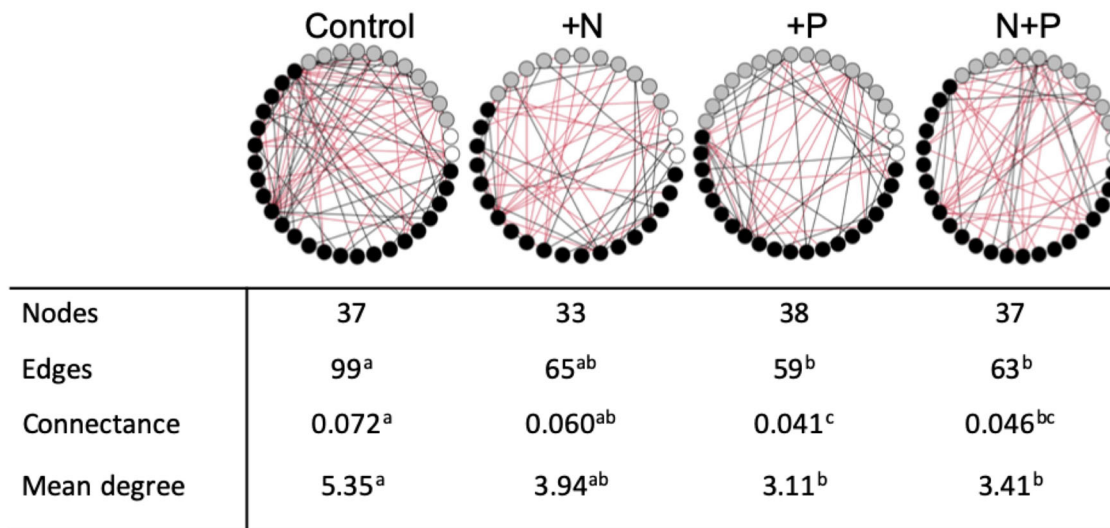 Control +N +P N+P
Nodes 37 33 38 37
Edges 99ᵃ 65ᵃᵇ 59ᵇ 63ᵇ
Connectance 0.072ᵃ 0.060ᵃᵇ 0.041ᶜ 0.046ᵇᶜ
Mean degree 5.35ᵃ 3.94ᵃᵇ 3.11ᵇ 3.41ᵇ